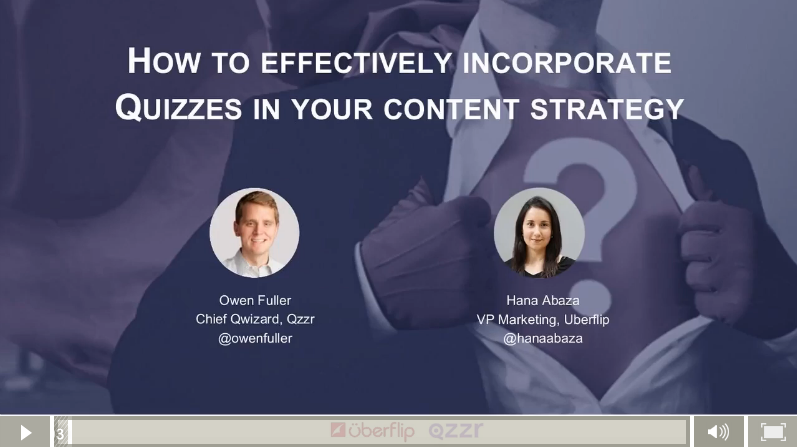 HOW TO EFFECTIVELY INCORPORATE
QUIZZES IN YOUR CONTENT STRATEGY
Owen Fuller
Chief Qwizard, Qzzr
@owenfuller
Hana Abaza
VP Marketing, Uberflip
@hanaabaza
?
3
überflip qzzr